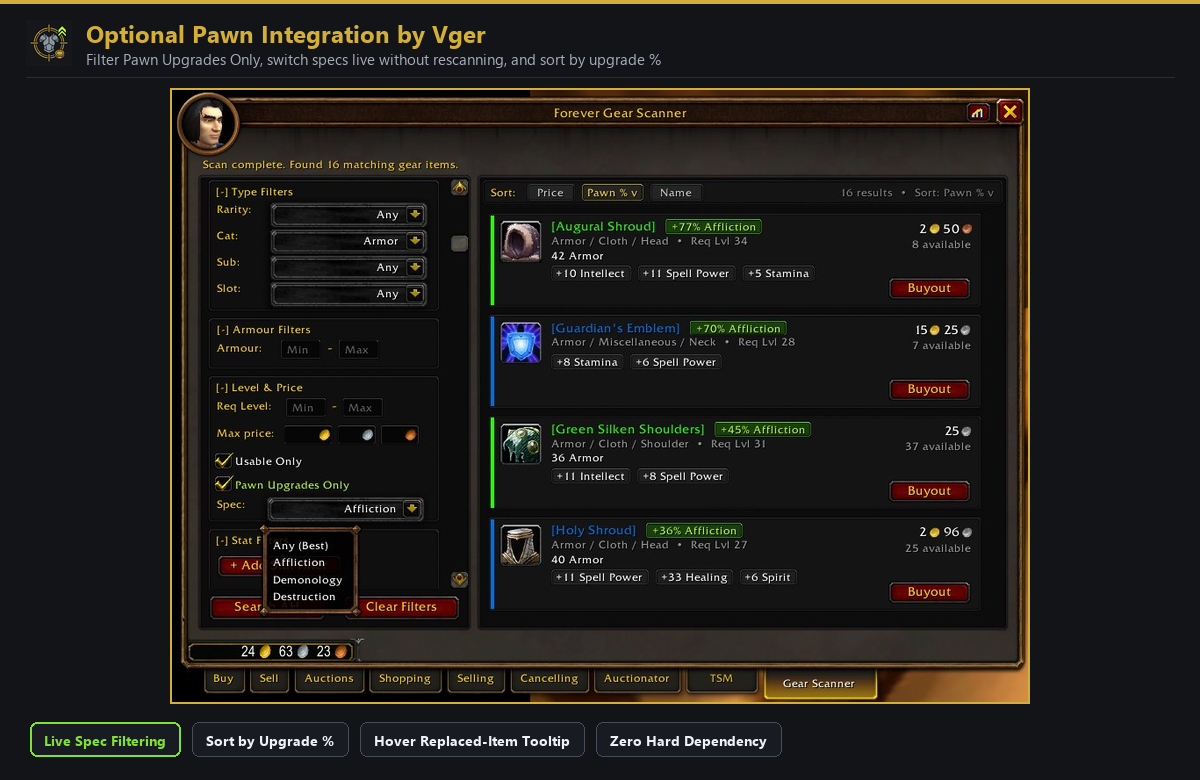 Optional Pawn Integration by Vger
Filter Pawn Upgrades Only, switch specs live without rescanning, and sort by upgrade %
Forever Gear Scanner
Scan complete. Found 16 matching gear items.
[-] Type Filters
Rarity: Any
Cat: Armor
Sub: Any
Slot: Any
[-] Armour Filters
Armour: Min - Max
[-] Level & Price
Req Level: Min - Max
Max price:
Usable Only
Pawn Upgrades Only
Spec: Affliction
[-] Stat F
+ Ad
Any (Best)
Affliction
Demonology
Destruction
Sear
Clear Filters
24 63 23
Sort: Price Pawn % v Name 16 results • Sort: Pawn % v
[Augural Shroud] +77% Affliction
Armor / Cloth / Head • Req Lvl 34
42 Armor
+10 Intellect +11 Spell Power +5 Stamina
2 50
8 available
Buyout
[Guardian's Emblem] +70% Affliction
Armor / Miscellaneous / Neck • Req Lvl 28
+8 Stamina +6 Spell Power
15 25
7 available
Buyout
[Green Silken Shoulders] +45% Affliction
Armor / Cloth / Shoulder • Req Lvl 31
36 Armor
+11 Intellect +8 Spell Power
25
37 available
Buyout
[Holy Shroud] +36% Affliction
Armor / Cloth / Head • Req Lvl 27
40 Armor
+11 Spell Power +33 Healing +6 Spirit
2 96
25 available
Buyout
Buy Sell Auctions Shopping Selling Cancelling Auctionator TSM Gear Scanner
Live Spec Filtering Sort by Upgrade % Hover Replaced-Item Tooltip Zero Hard Dependency